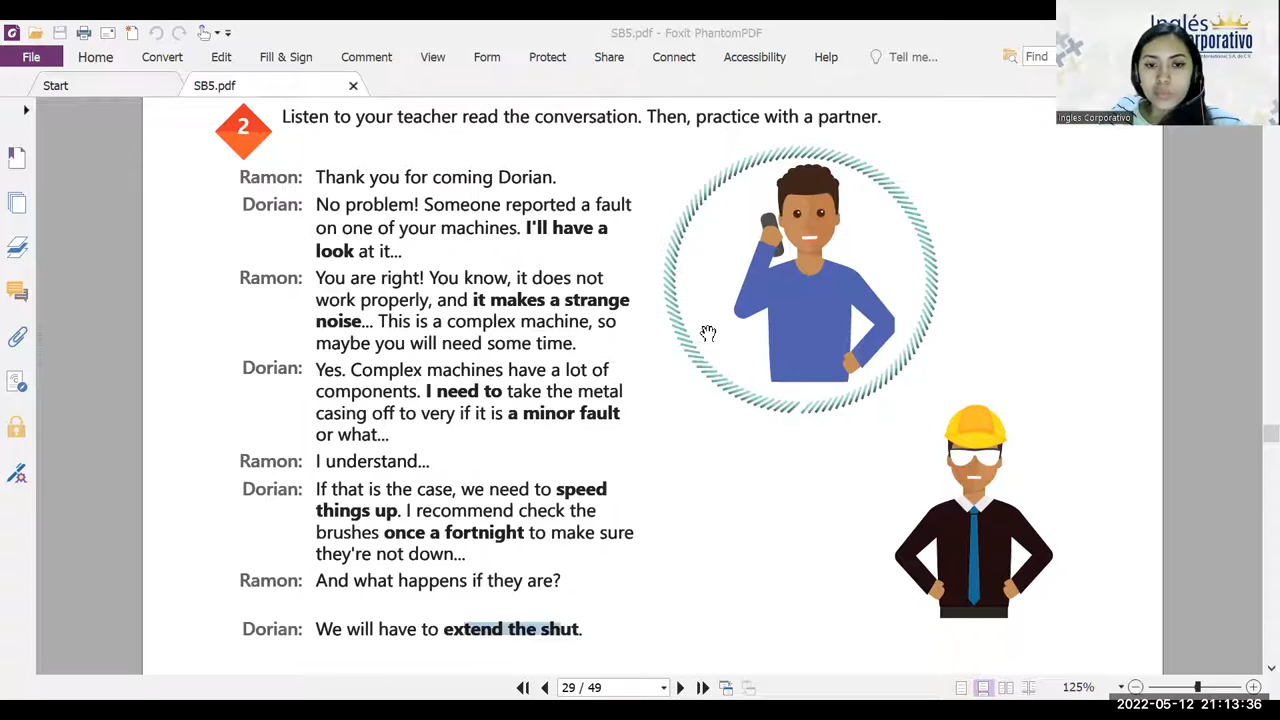 SB5.pdf - Foxit PhantomPDF
File Home Convert Edit Fill & Sign Comment View Form Protect Share Connect Accessibility Help Tell me... Find
Start SB5.pdf
Inglés
Corporativo
Ingles Corporativo
2 Listen to your teacher read the conversation. Then, practice with a partner.
Ramon: Thank you for coming Dorian.
Dorian: No problem! Someone reported a fault
on one of your machines. I'll have a
look at it...
Ramon: You are right! You know, it does not
work properly, and it makes a strange
noise... This is a complex machine, so
maybe you will need some time.
Dorian: Yes. Complex machines have a lot of
components. I need to take the metal
casing off to very if it is a minor fault
or what...
Ramon: I understand...
Dorian: If that is the case, we need to speed
things up. I recommend check the
brushes once a fortnight to make sure
they're not down...
Ramon: And what happens if they are?
Dorian: We will have to extend the shut.
29 / 49
125%
2022-05-12 21:13:36